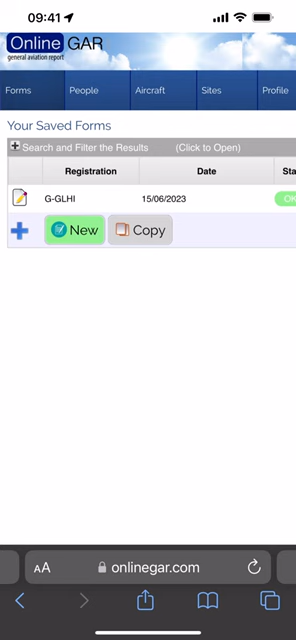 09:41
Online GAR
general aviation report
Forms People Aircraft Sites Profile
Your Saved Forms
Search and Filter the Results (Click to Open)
Registration Date Sta
G-GLHI 15/06/2023 OK
New Copy
AA onlinegar.com